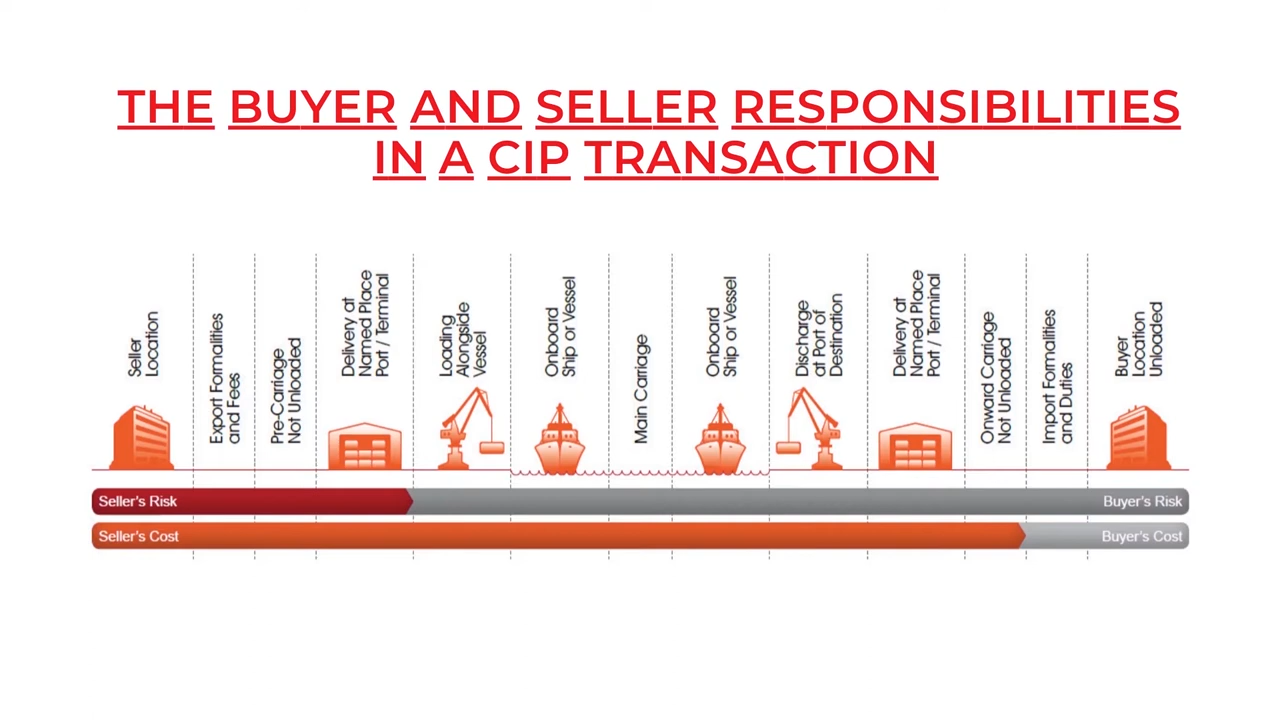 THE BUYER AND SELLER RESPONSIBILITIES
IN A CIP TRANSACTION
Seller
Location
Export Formalities
and Fees
Pre-Carriage
Not Unloaded
Delivery at
Named Place
Port / Terminal
Loading
Alongside
Vessel
Onboard
Ship or Vessel
Main Carriage
Onboard
Ship or Vessel
Discharge
at Port of
Destination
Delivery at
Named Place
Port / Terminal
Onward Carriage
Not Unloaded
Import Formalities
and Duties
Buyer
Location
Unloaded
Seller's Risk
Buyer's Risk
Seller's Cost
Buyer's Cost